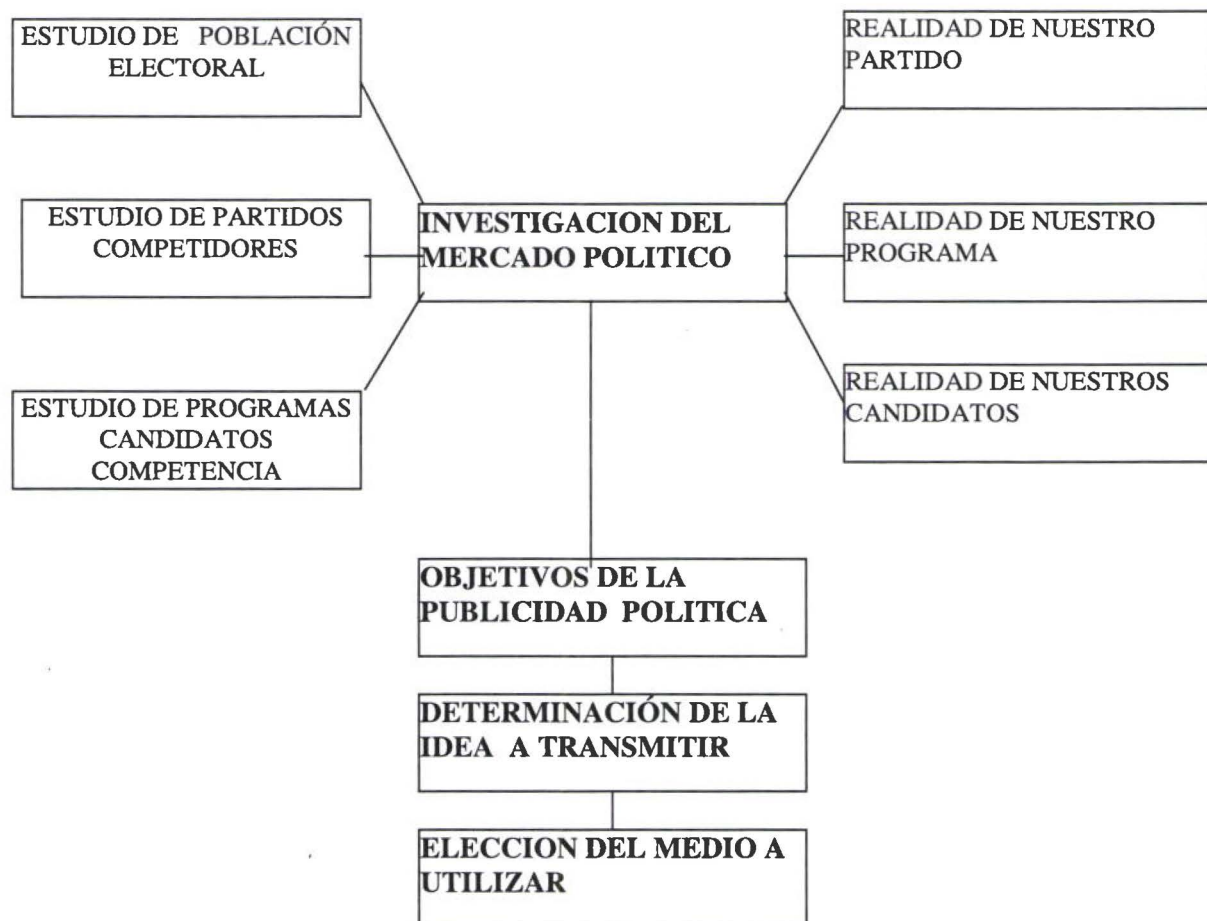 ESTUDIO DE POBLACIÓN
ELECTORAL
REALIDAD DE NUESTRO
PARTIDO
ESTUDIO DE PARTIDOS
COMPETIDORES
INVESTIGACION DEL
MERCADO POLITICO
REALIDAD DE NUESTRO
PROGRAMA
ESTUDIO DE PROGRAMAS
CANDIDATOS
COMPETENCIA
REALIDAD DE NUESTROS
CANDIDATOS
OBJETIVOS DE LA
PUBLICIDAD POLITICA
DETERMINACIÓN DE LA
IDEA A TRANSMITIR
ELECCION DEL MEDIO A
UTILIZAR